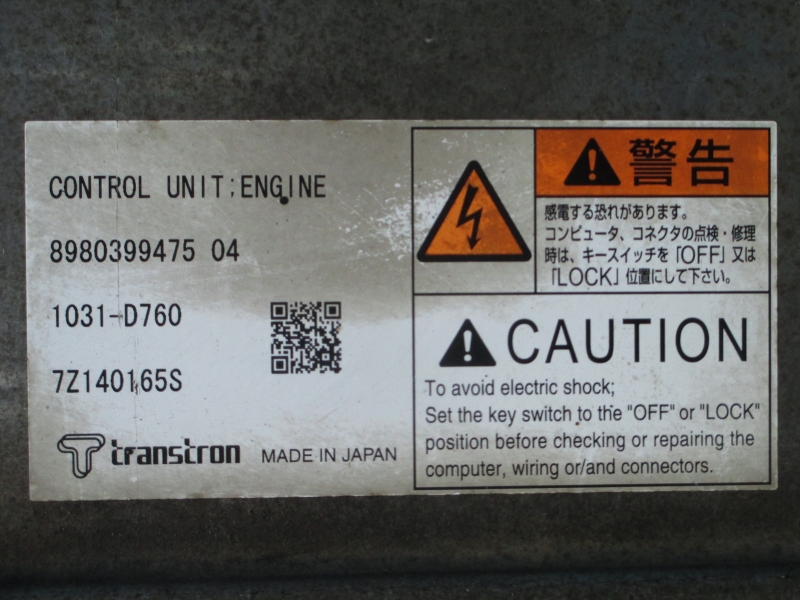 CONTROL UNIT;ENGINE
8980399475 04
1031-D760
7Z140165S
transtron MADE IN JAPAN
警告
感電する恐れがあります。
コンピュータ、コネクタの点検・修理
時は、キースイッチを「OFF」又は
「LOCK」位置にして下さい。
CAUTION
To avoid electric shock;
Set the key switch to the "OFF" or "LOCK"
position before checking or repairing the
computer, wiring or/and connectors.